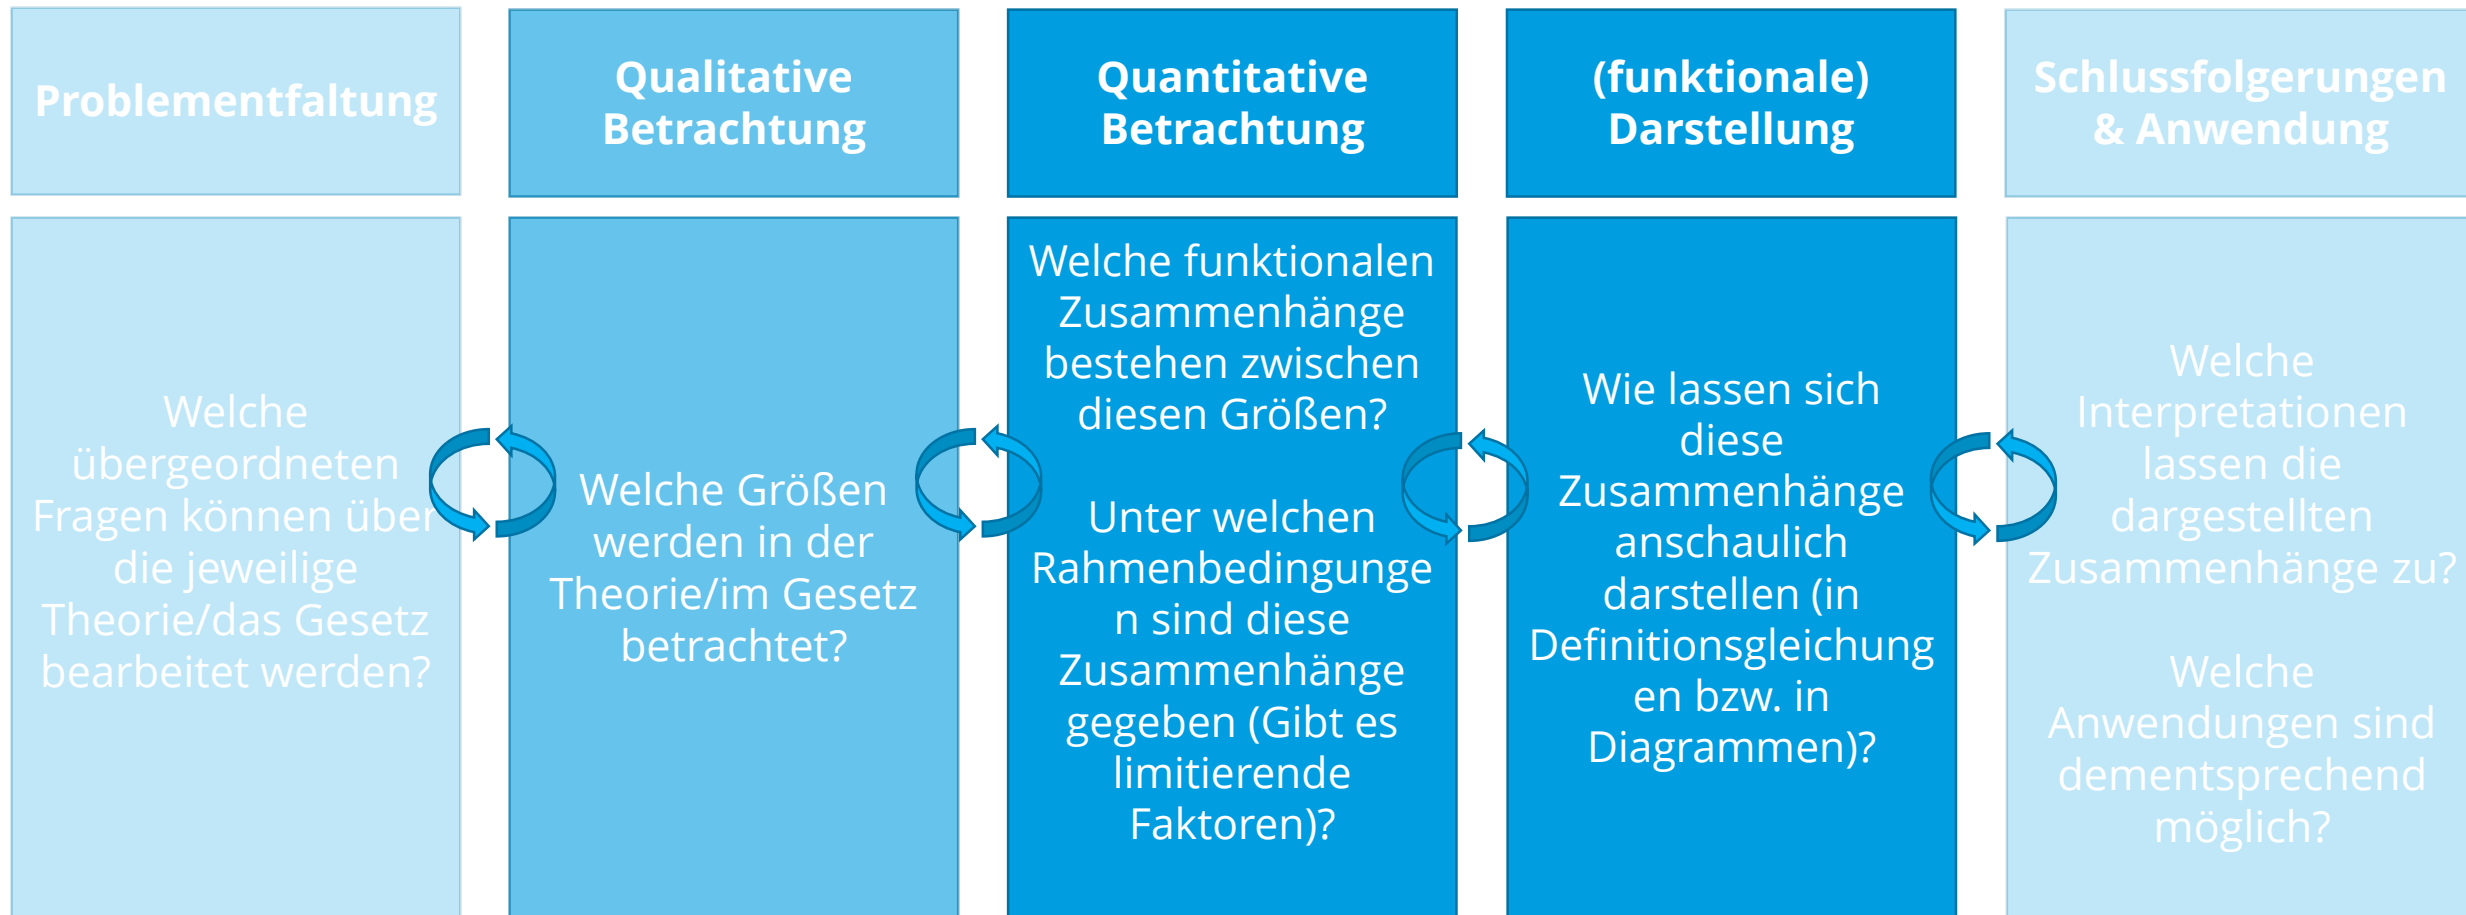 Problementfaltung
Qualitative
Betrachtung
Quantitative
Betrachtung
(funktionale)
Darstellung
Schlussfolgerungen
& Anwendung
Welche
übergeordneten
Fragen können über
die jeweilige
Theorie/das Gesetz
bearbeitet werden?
Welche Größen
werden in der
Theorie/im Gesetz
betrachtet?
Welche funktionalen
Zusammenhänge
bestehen zwischen
diesen Größen?
Unter welchen
Rahmenbedingunge
n sind diese
Zusammenhänge
gegeben (Gibt es
limitierende
Faktoren)?
Wie lassen sich
diese
Zusammenhänge
anschaulich
darstellen (in
Definitionsgleichung
en bzw. in
Diagrammen)?
Welche
Interpretationen
lassen die
dargestellten
Zusammenhänge zu?
Welche
Anwendungen sind
dementsprechend
möglich?